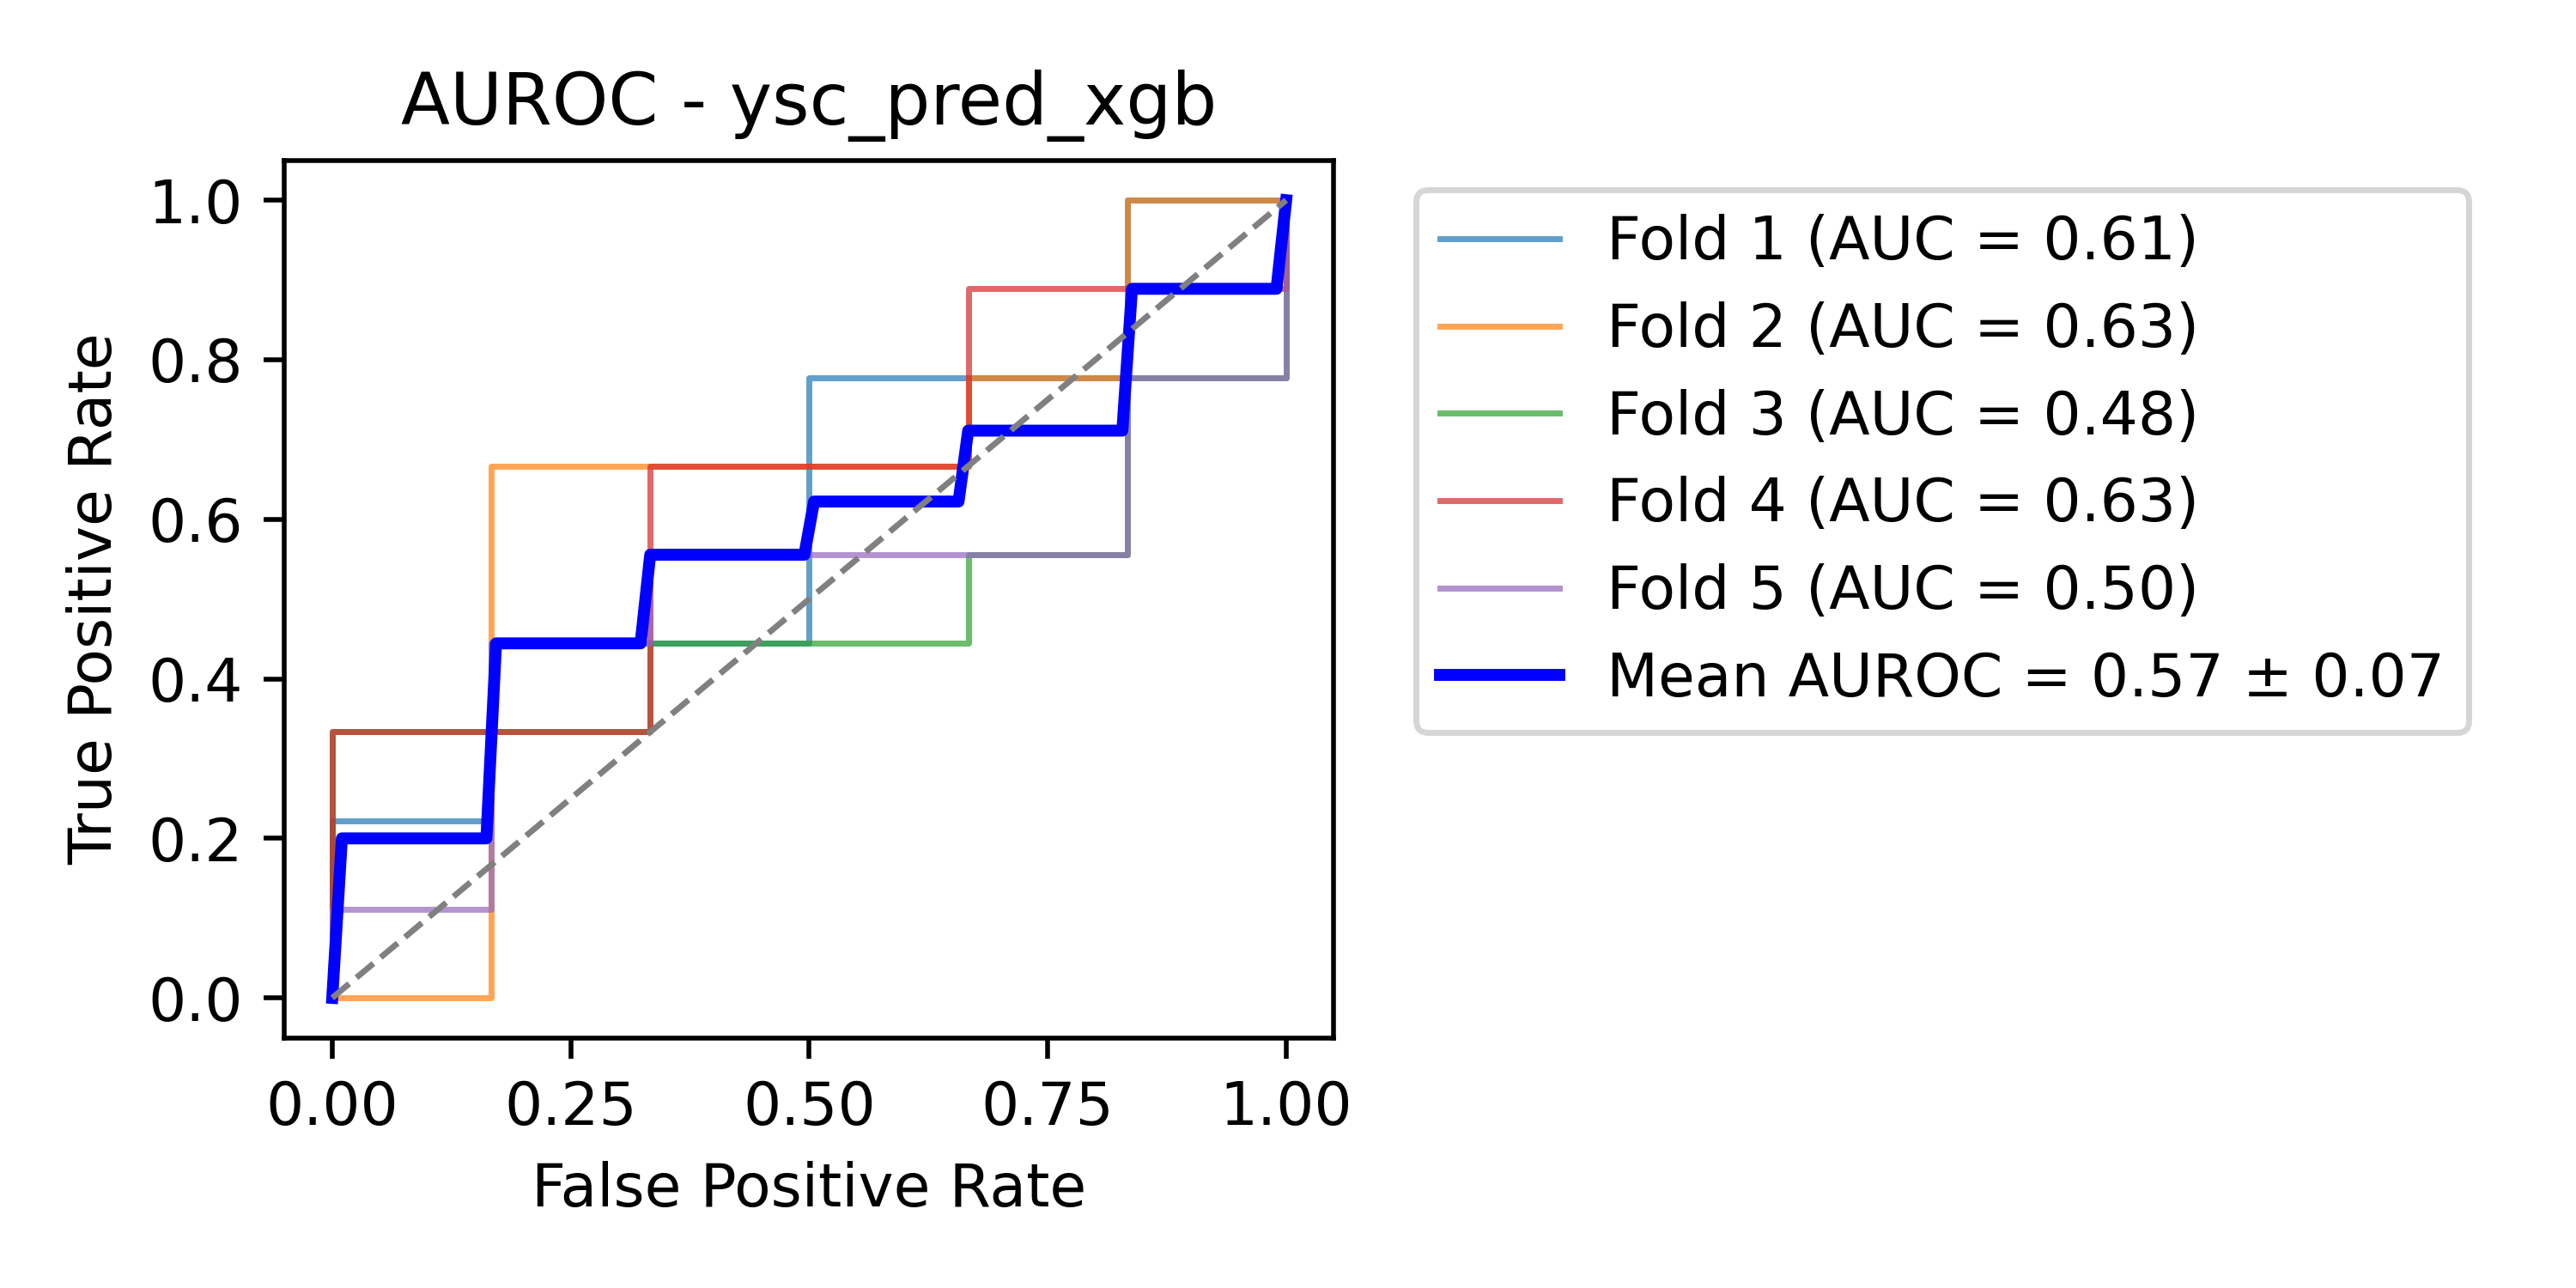 AUROC - ysc_pred_xgb
True Positive Rate
1.0
0.8
0.6
0.4
0.2
0.0
0.00 0.25 0.50 0.75 1.00
False Positive Rate
Fold 1 (AUC = 0.61)
Fold 2 (AUC = 0.63)
Fold 3 (AUC = 0.48)
Fold 4 (AUC = 0.63)
Fold 5 (AUC = 0.50)
Mean AUROC = 0.57 ± 0.07